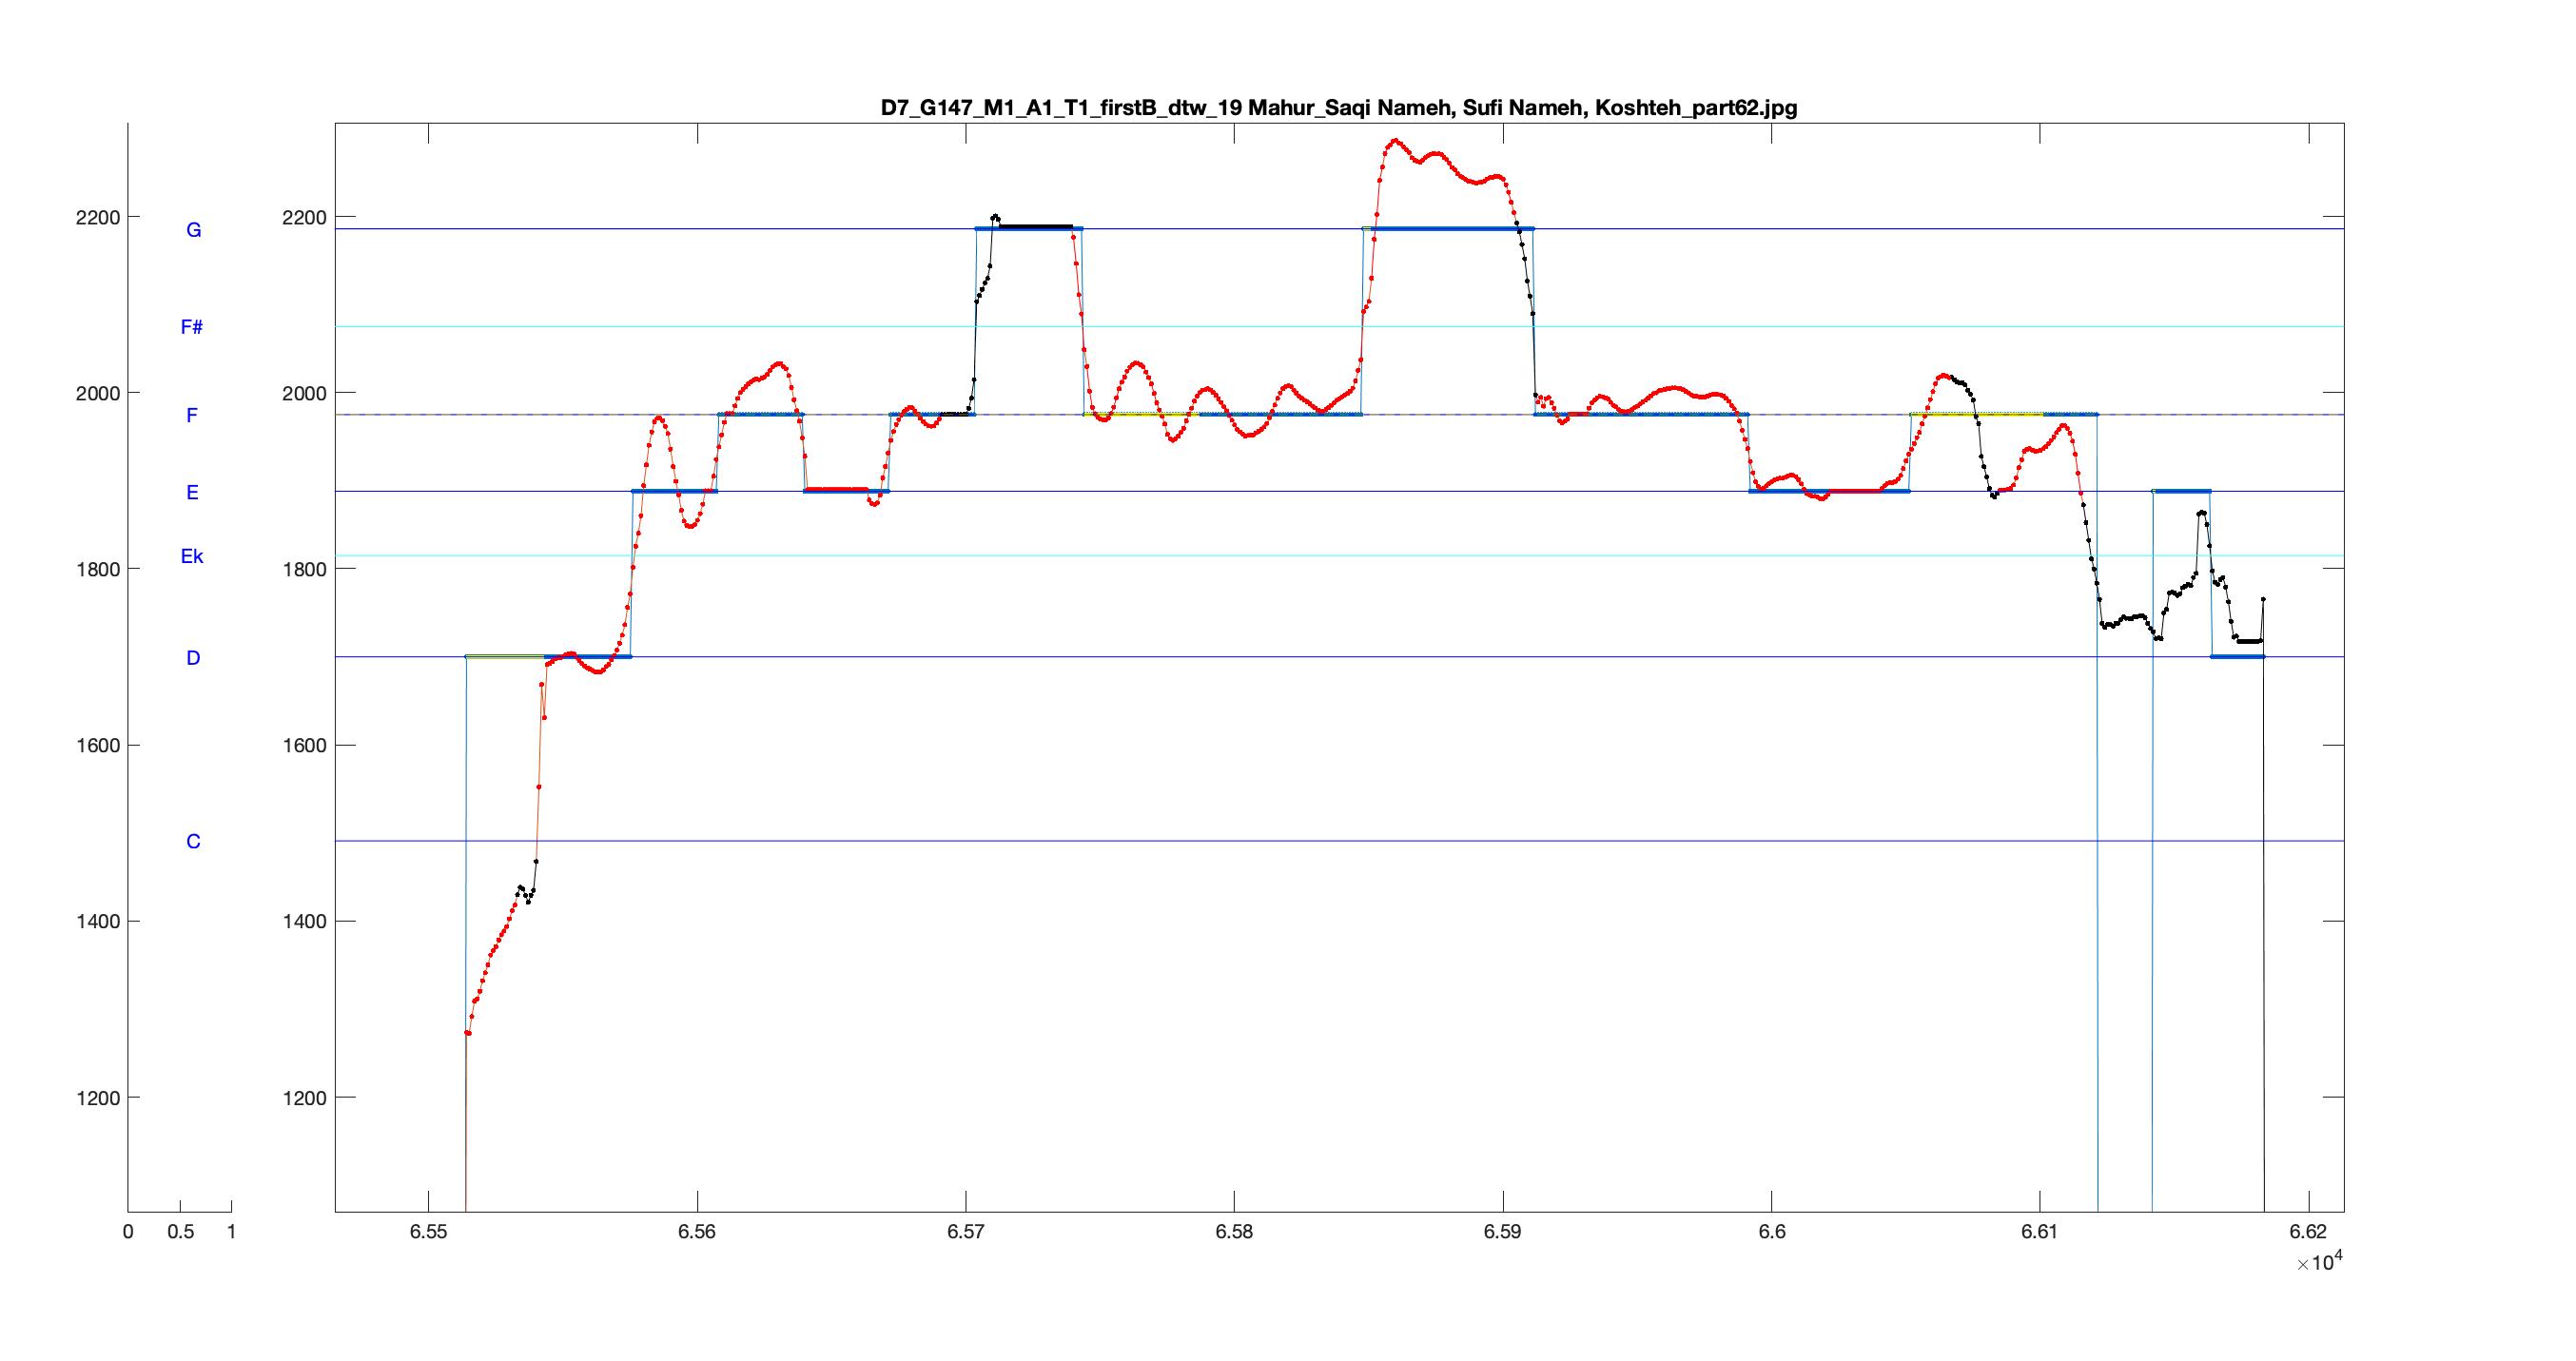 D7_G147_M1_A1_T1_firstB_dtw_19 Mahur_Saqi Nameh, Sufi Nameh, Koshteh_part62.jpg
2200 G 2200
F#
2000 2000
F
E
Ek
1800 1800
D
1600 1600
C
1400 1400
1200 1200
0 0.5 1 6.55 6.56 6.57 6.58 6.59 6.6 6.61 6.62
×10⁴